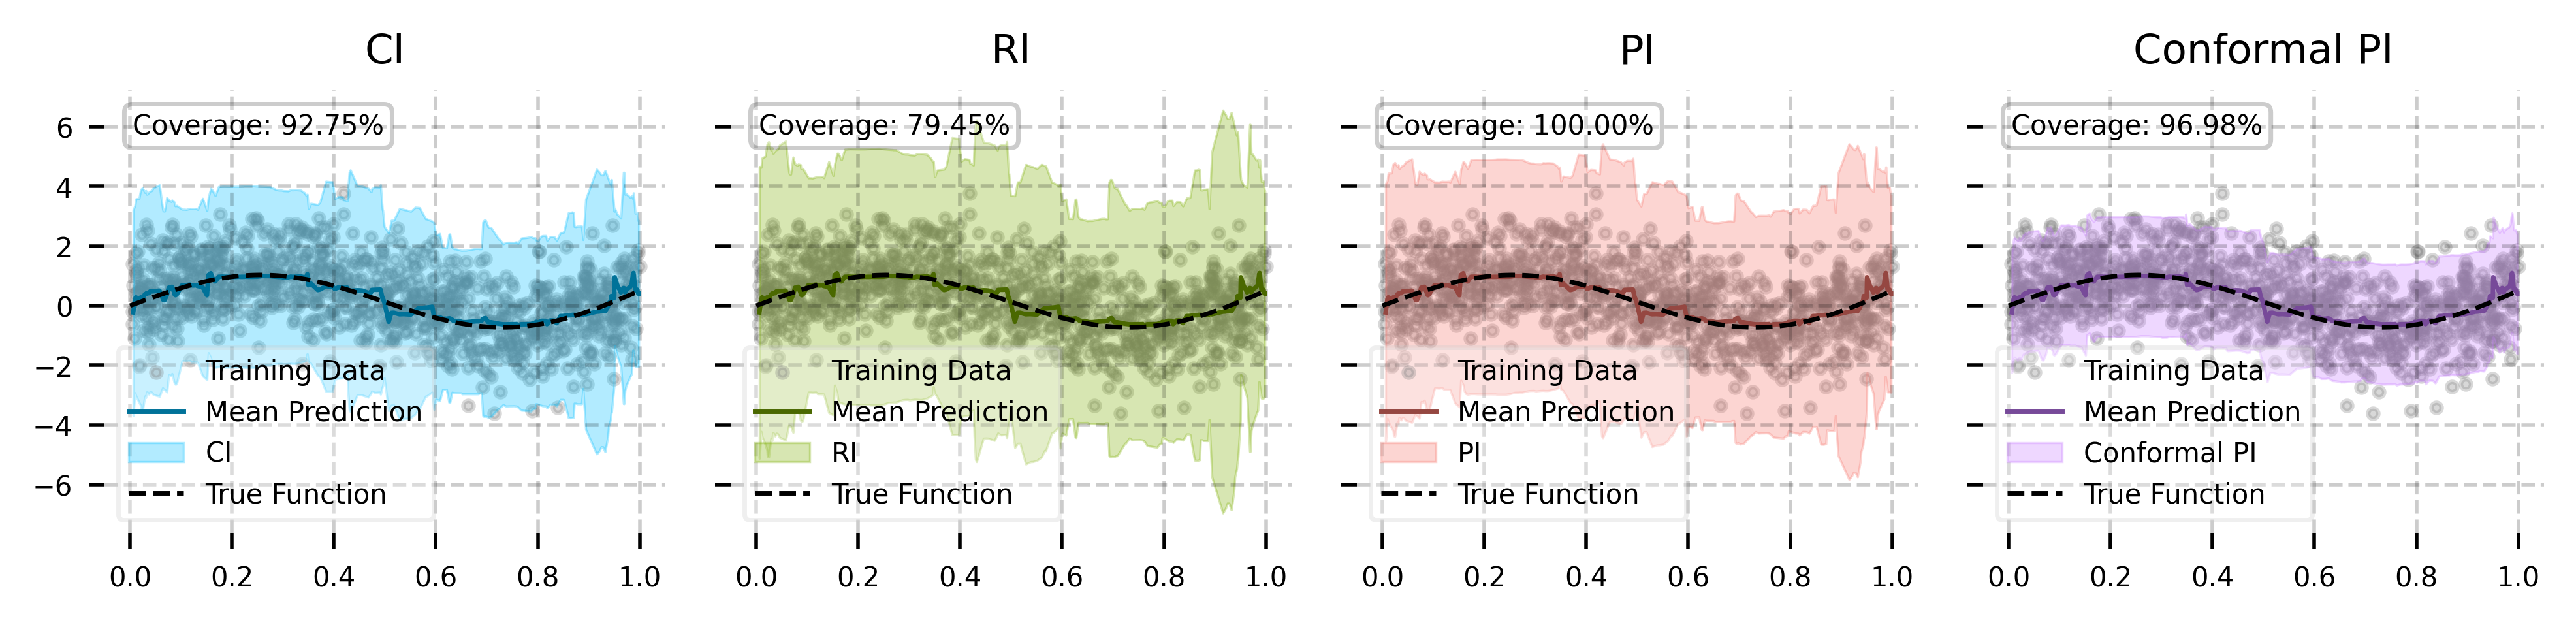 CI
RI
PI
Conformal PI
Coverage: 92.75%
Coverage: 79.45%
Coverage: 100.00%
Coverage: 96.98%
6
4
2
0
−2
−4
−6
Training Data
Mean Prediction
CI
True Function
Training Data
Mean Prediction
RI
True Function
Training Data
Mean Prediction
PI
True Function
Training Data
Mean Prediction
Conformal PI
True Function
0.0 0.2 0.4 0.6 0.8 1.0
0.0 0.2 0.4 0.6 0.8 1.0
0.0 0.2 0.4 0.6 0.8 1.0
0.0 0.2 0.4 0.6 0.8 1.0